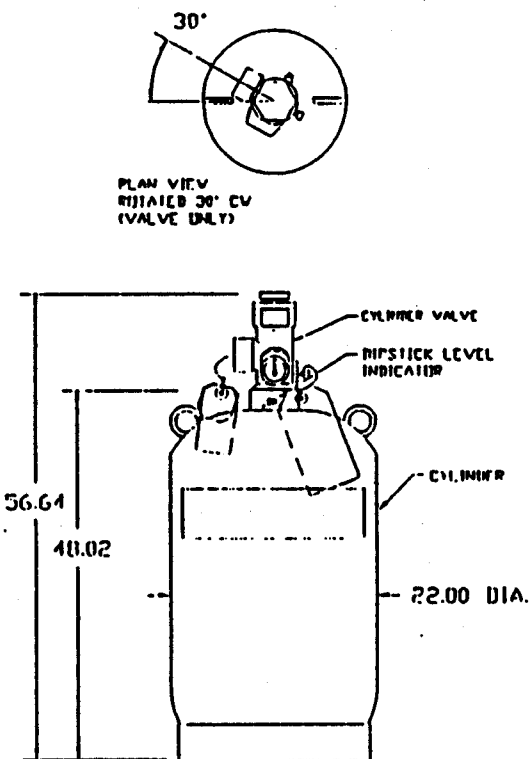 30°
PLAN VIEW
ROTATED 30° CW
(VALVE ONLY)
CYLINDER VALVE
DIPSTICK LEVEL
INDICATOR
CYLINDER
56.64
48.02
22.00 DIA.